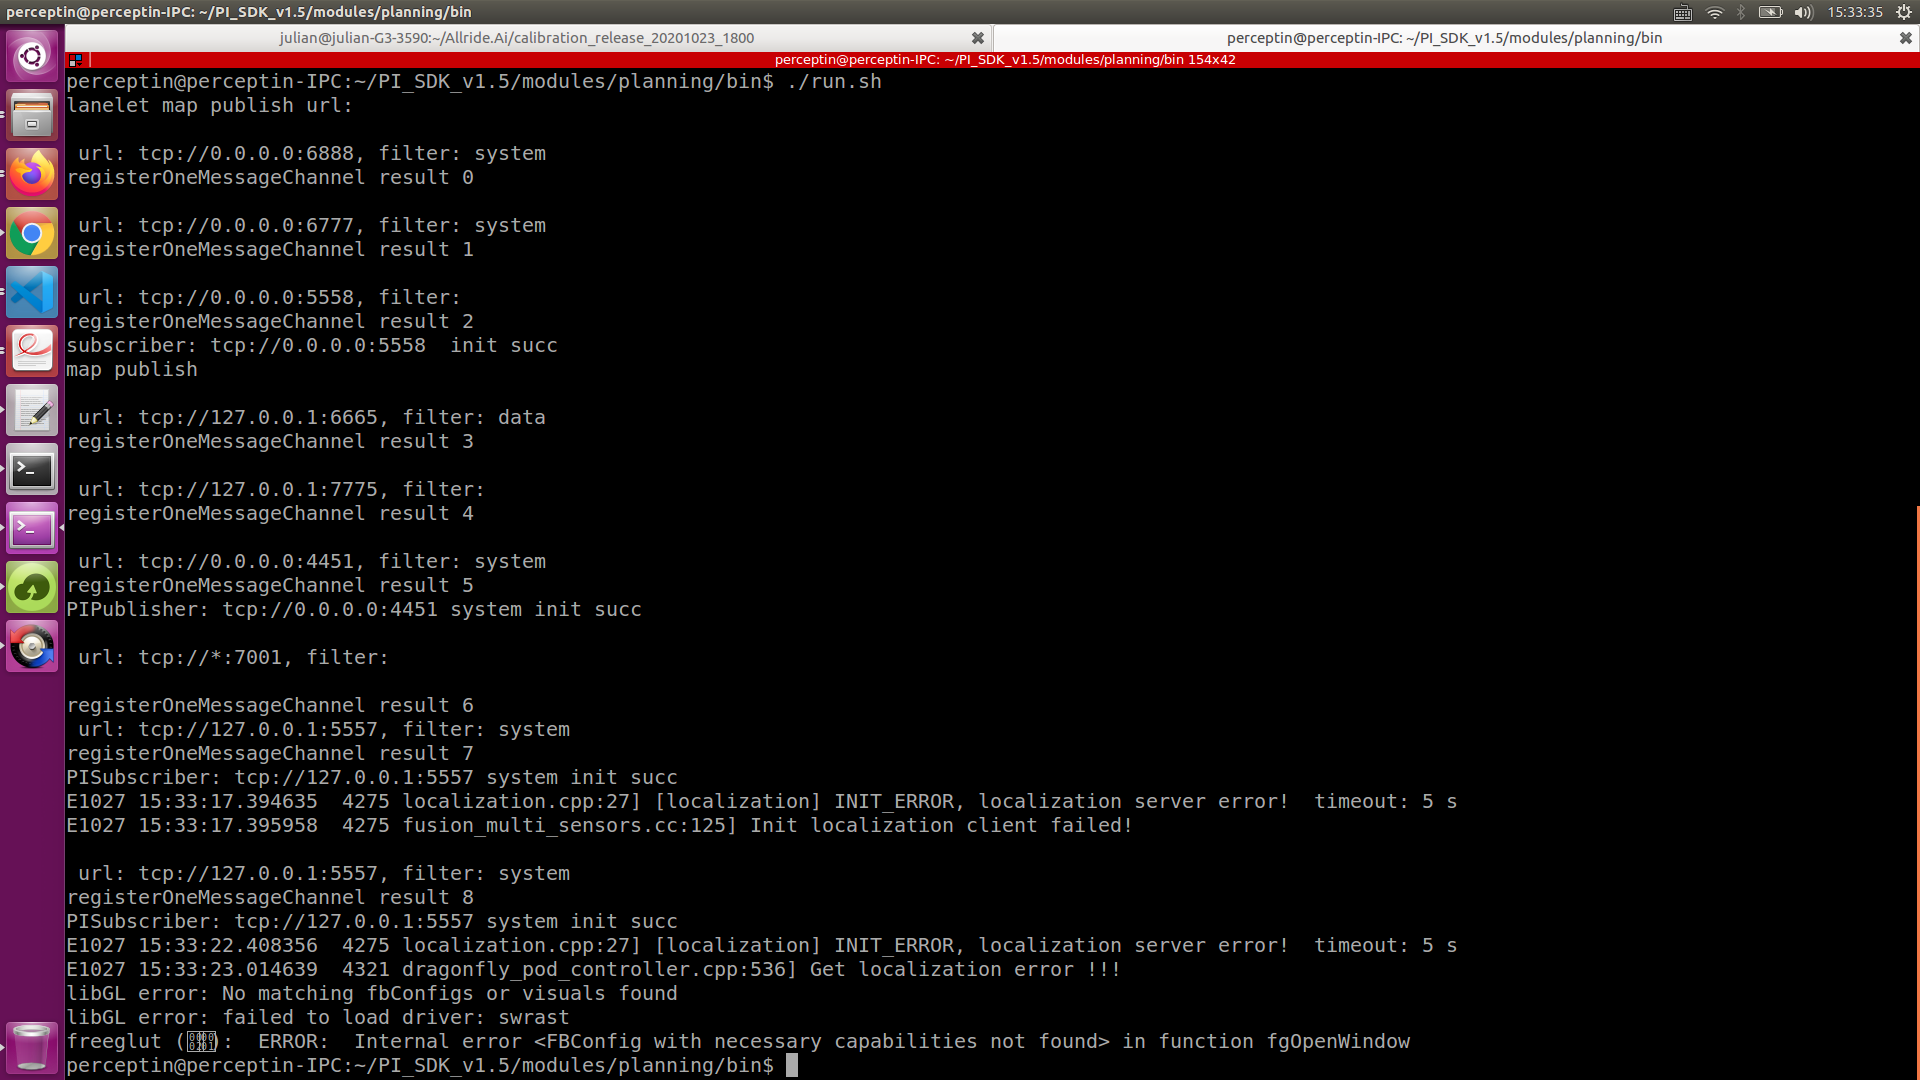 perceptin@perceptin-IPC: ~/PI_SDK_v1.5/modules/planning/bin
15:33:35
julian@julian-G3-3590:~/Allride.Ai/calibration_release_20201023_1800
perceptin@perceptin-IPC: ~/PI_SDK_v1.5/modules/planning/bin
perceptin@perceptin-IPC: ~/PI_SDK_v1.5/modules/planning/bin 154x42
perceptin@perceptin-IPC:~/PI_SDK_v1.5/modules/planning/bin$ ./run.sh
lanelet map publish url:
url: tcp://0.0.0.0:6888, filter: system
registerOneMessageChannel result 0
url: tcp://0.0.0.0:6777, filter: system
registerOneMessageChannel result 1
url: tcp://0.0.0.0:5558, filter:
registerOneMessageChannel result 2
subscriber: tcp://0.0.0.0:5558  init succ
map publish
url: tcp://127.0.0.1:6665, filter: data
registerOneMessageChannel result 3
url: tcp://127.0.0.1:7775, filter:
registerOneMessageChannel result 4
url: tcp://0.0.0.0:4451, filter: system
registerOneMessageChannel result 5
PIPublisher: tcp://0.0.0.0:4451 system init succ
url: tcp://*:7001, filter:
registerOneMessageChannel result 6
url: tcp://127.0.0.1:5557, filter: system
registerOneMessageChannel result 7
PISubscriber: tcp://127.0.0.1:5557 system init succ
E1027 15:33:17.394635  4275 localization.cpp:27] [localization] INIT_ERROR, localization server error!  timeout: 5 s
E1027 15:33:17.395958  4275 fusion_multi_sensors.cc:125] Init localization client failed!
url: tcp://127.0.0.1:5557, filter: system
registerOneMessageChannel result 8
PISubscriber: tcp://127.0.0.1:5557 system init succ
E1027 15:33:22.408356  4275 localization.cpp:27] [localization] INIT_ERROR, localization server error!  timeout: 5 s
E1027 15:33:23.014639  4321 dragonfly_pod_controller.cpp:536] Get localization error !!!
libGL error: No matching fbConfigs or visuals found
libGL error: failed to load driver: swrast
freeglut (): ERROR:  Internal error <FBConfig with necessary capabilities not found> in function fgOpenWindow
perceptin@perceptin-IPC:~/PI_SDK_v1.5/modules/planning/bin$